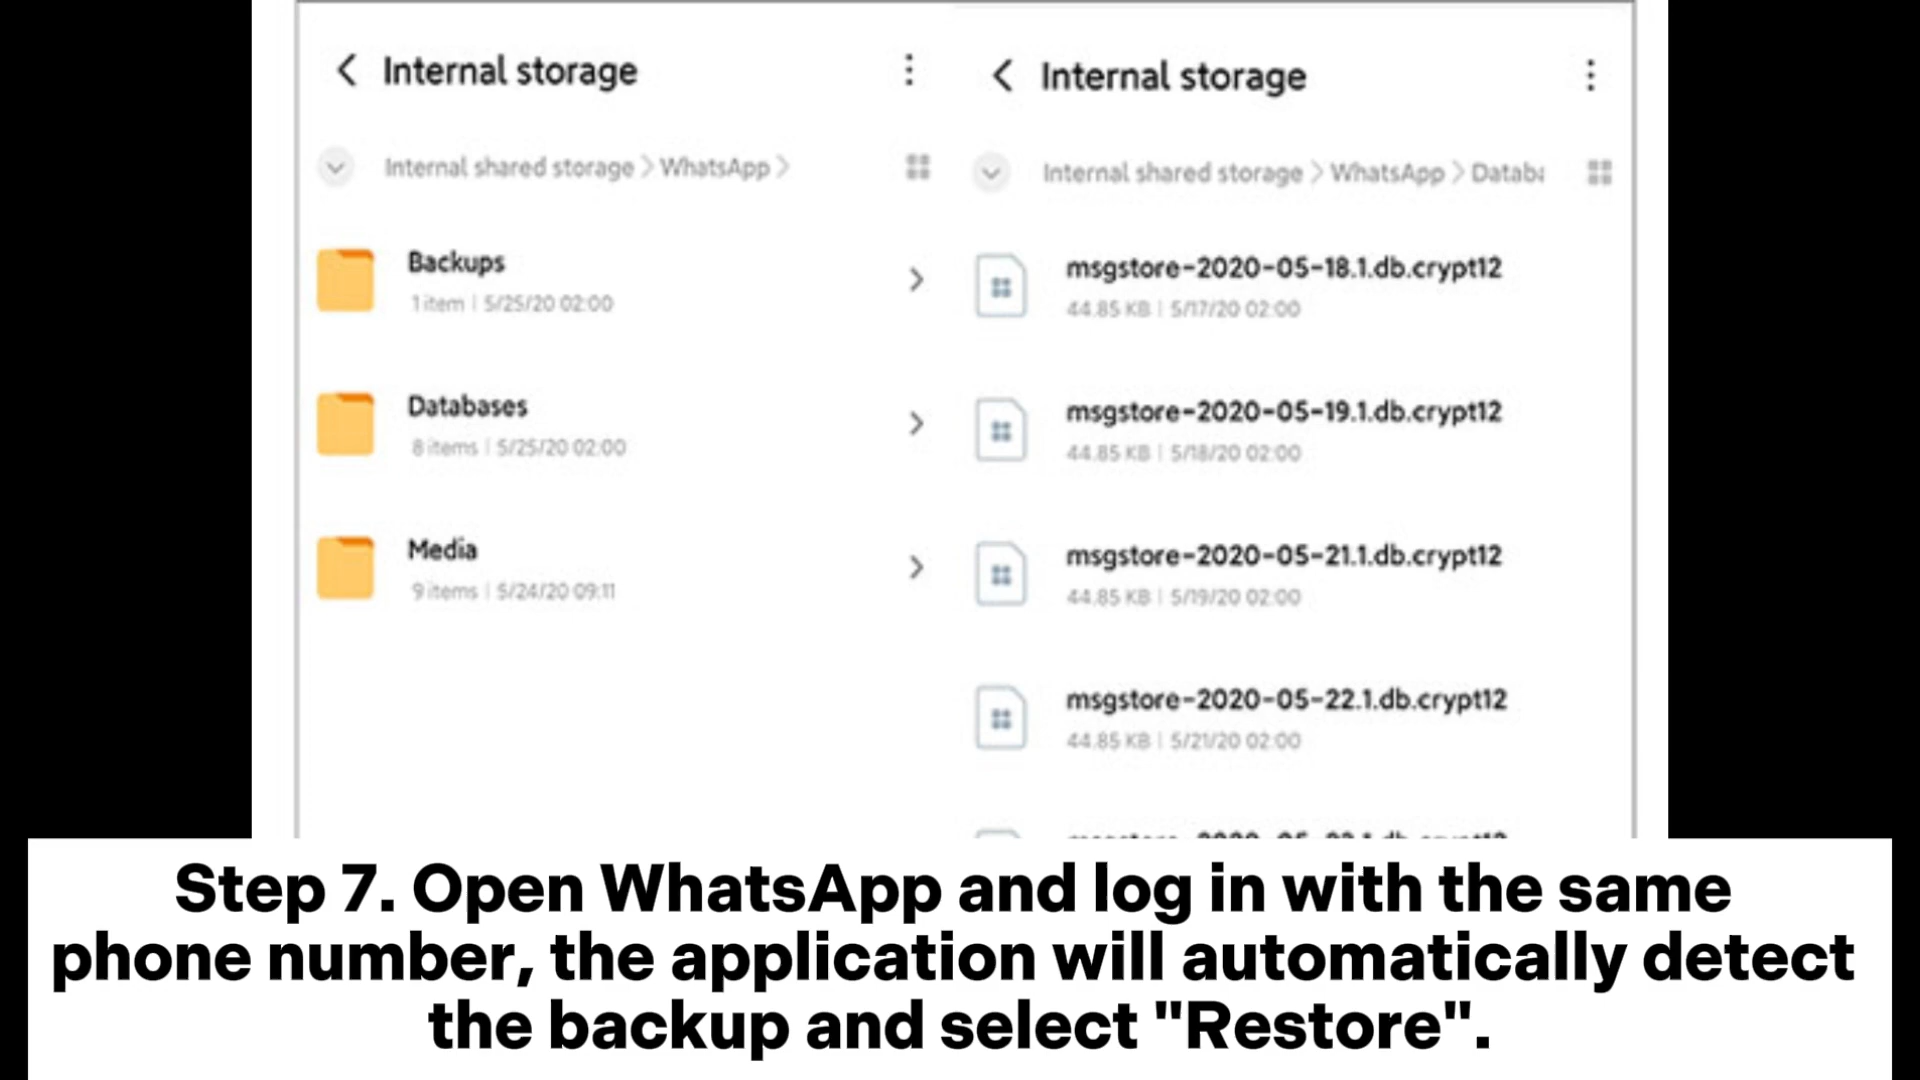 Internal storage
Internal shared storage > WhatsApp >
Backups
1 item | 5/25/20 02:00
Databases
8 items | 5/25/20 02:00
Media
9 items | 5/24/20 09:11
Internal storage
Internal shared storage > WhatsApp > Databa
msgstore-2020-05-18.1.db.crypt12
44.85 KB | 5/17/20 02:00
msgstore-2020-05-19.1.db.crypt12
44.85 KB | 5/18/20 02:00
msgstore-2020-05-21.1.db.crypt12
44.85 KB | 5/19/20 02:00
msgstore-2020-05-22.1.db.crypt12
44.85 KB | 5/21/20 02:00
Step 7. Open WhatsApp and log in with the same
phone number, the application will automatically detect
the backup and select "Restore".